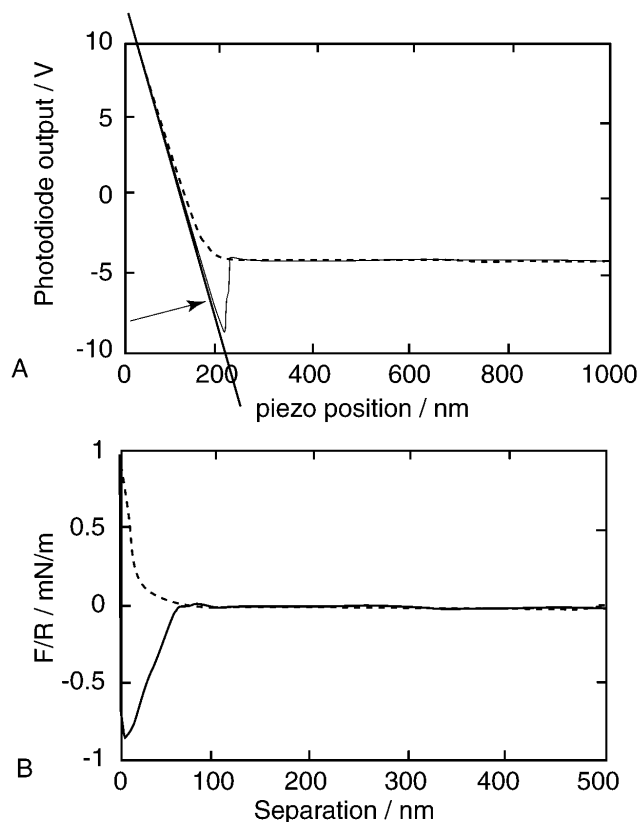 10
5
0
-5
-10
Photodiode output / V
A
0 200 400 600 800 1000
piezo position / nm
1
0.5
0
-0.5
-1
F/R / mN/m
B
0 100 200 300 400 500
Separation / nm